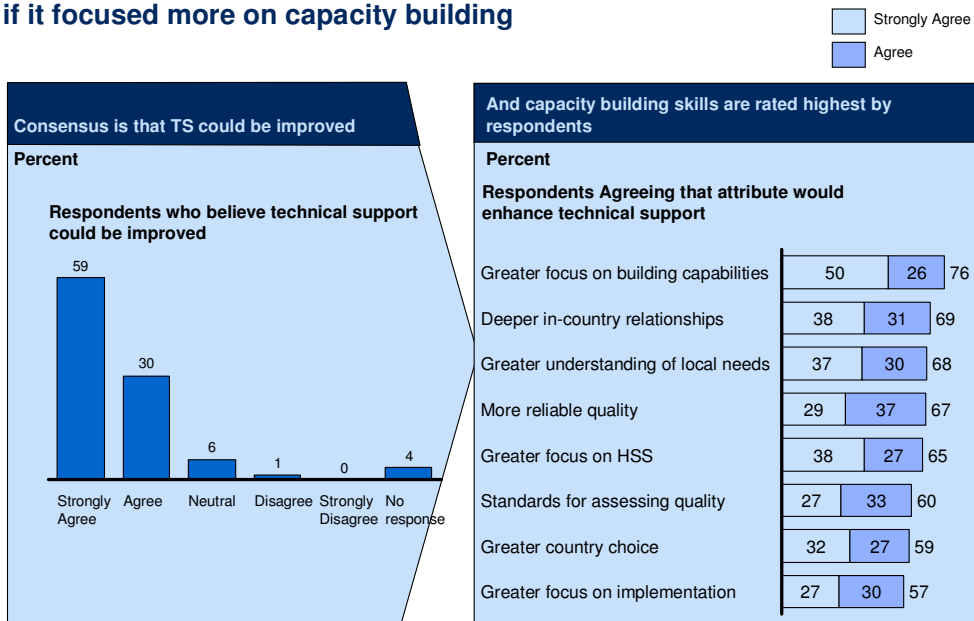 if it focused more on capacity building
Strongly Agree
Agree
Consensus is that TS could be improved
Percent
Respondents who believe technical support
could be improved
59
30
6
1
0
4
Strongly Agree
Agree
Neutral
Disagree
Strongly Disagree
No response
And capacity building skills are rated highest by
respondents
Percent
Respondents Agreeing that attribute would
enhance technical support
Greater focus on building capabilities 50 26 76
Deeper in-country relationships 38 31 69
Greater understanding of local needs 37 30 68
More reliable quality 29 37 67
Greater focus on HSS 38 27 65
Standards for assessing quality 27 33 60
Greater country choice 32 27 59
Greater focus on implementation 27 30 57